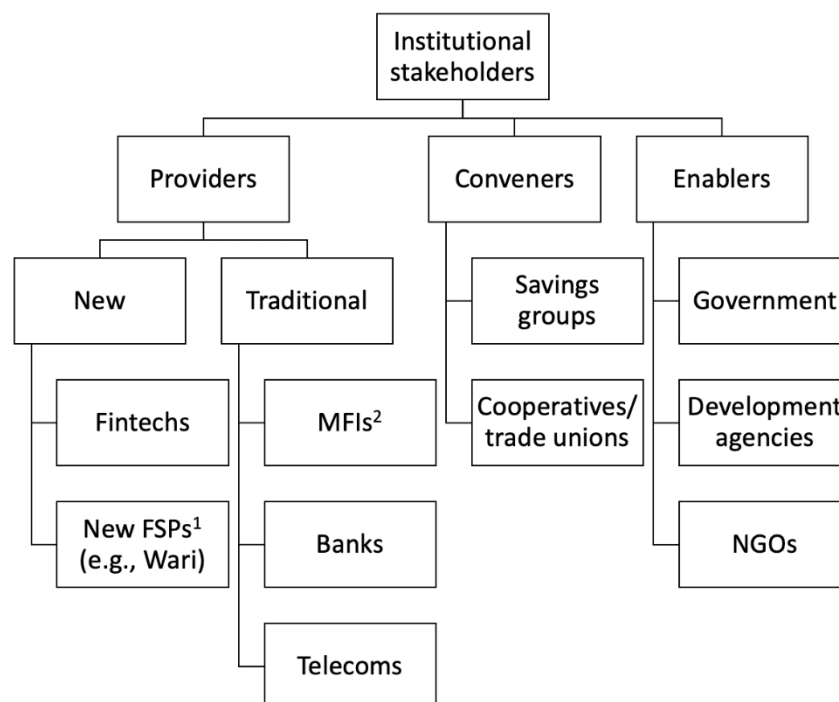 Institutional
stakeholders
Providers
Conveners
Enablers
New
Traditional
Savings
groups
Government
Fintechs
MFIs²
Cooperatives/
trade unions
Development
agencies
New FSPs¹
(e.g., Wari)
Banks
NGOs
Telecoms